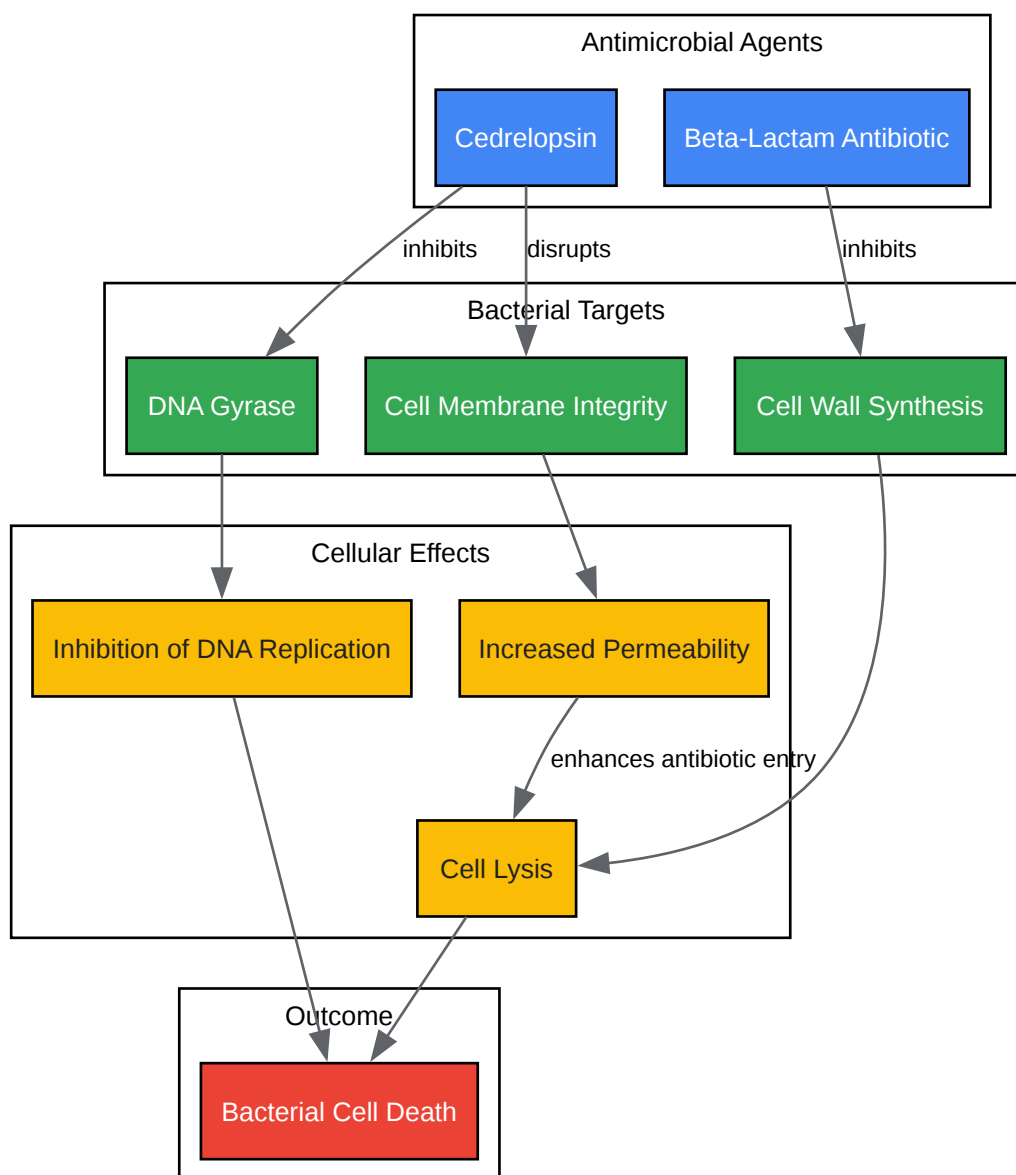 Antimicrobial Agents
Cedrelopsin
Beta-Lactam Antibiotic
inhibits
disrupts
inhibits
Bacterial Targets
DNA Gyrase
Cell Membrane Integrity
Cell Wall Synthesis
Cellular Effects
Inhibition of DNA Replication
Increased Permeability
enhances antibiotic entry
Cell Lysis
Outcome
Bacterial Cell Death